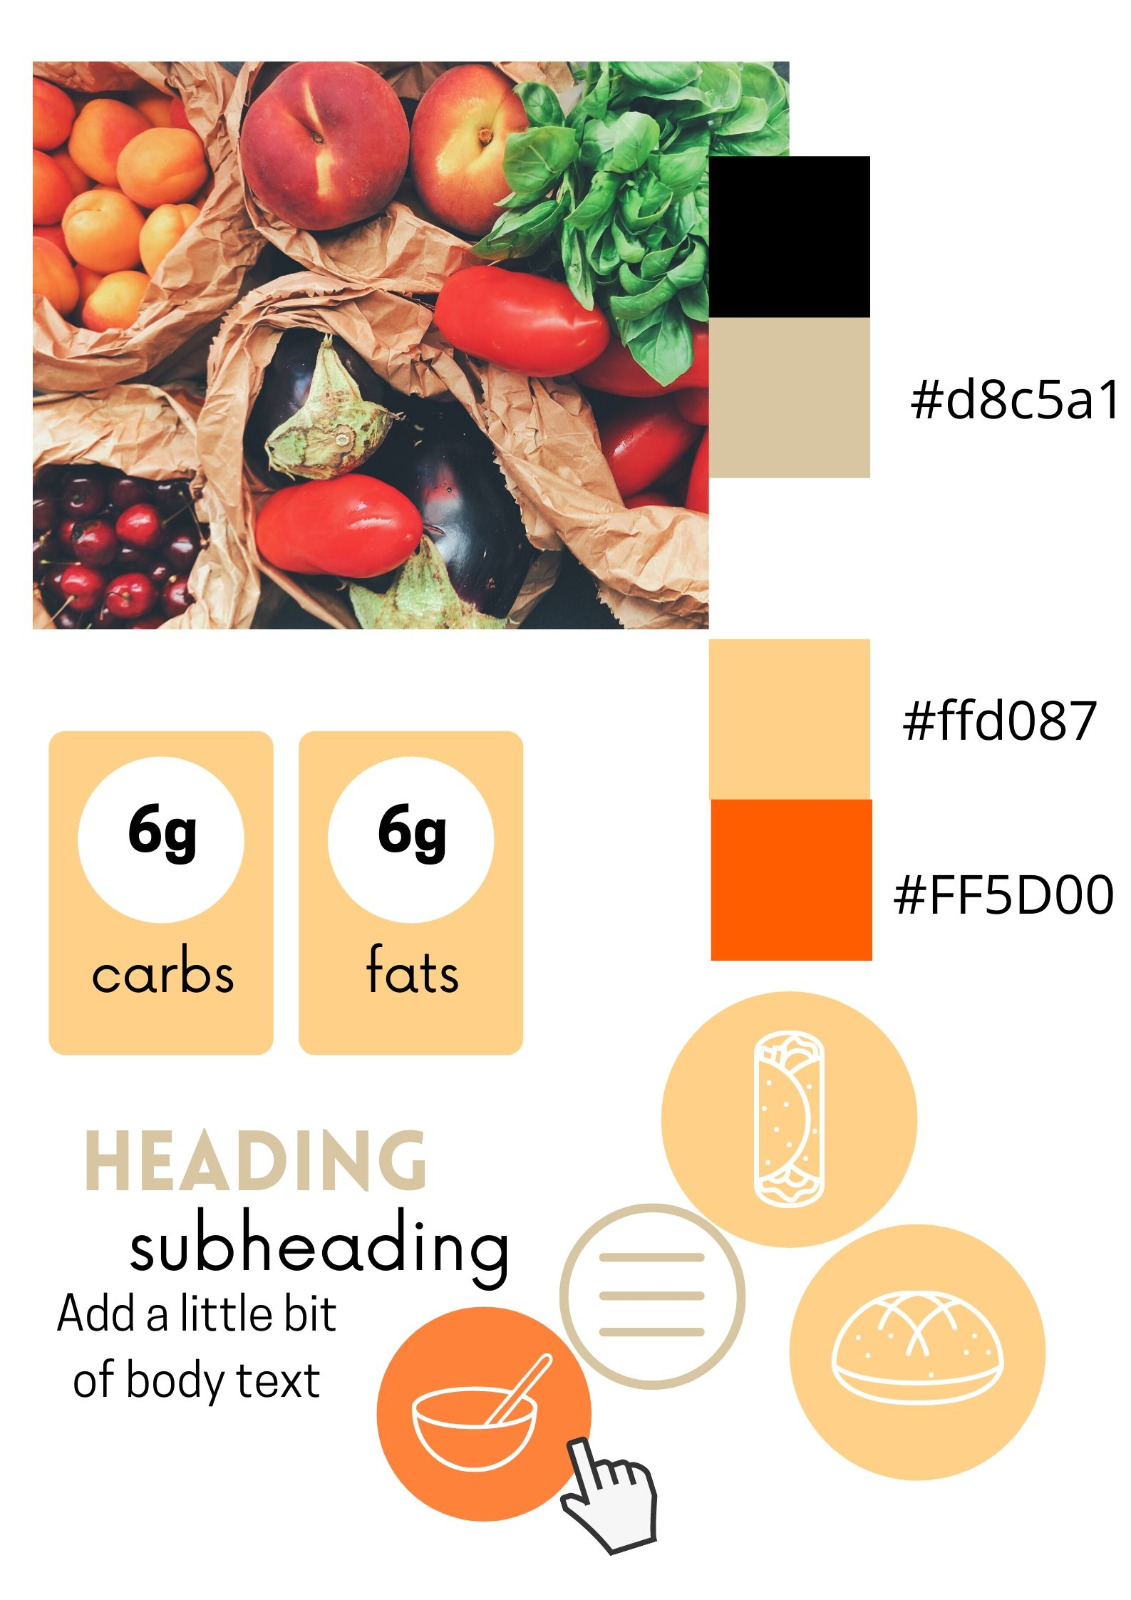 #d8c5a1
#ffd087
#FF5D00
6g
carbs
6g
fats
HEADING
subheading
Add a little bit
of body text